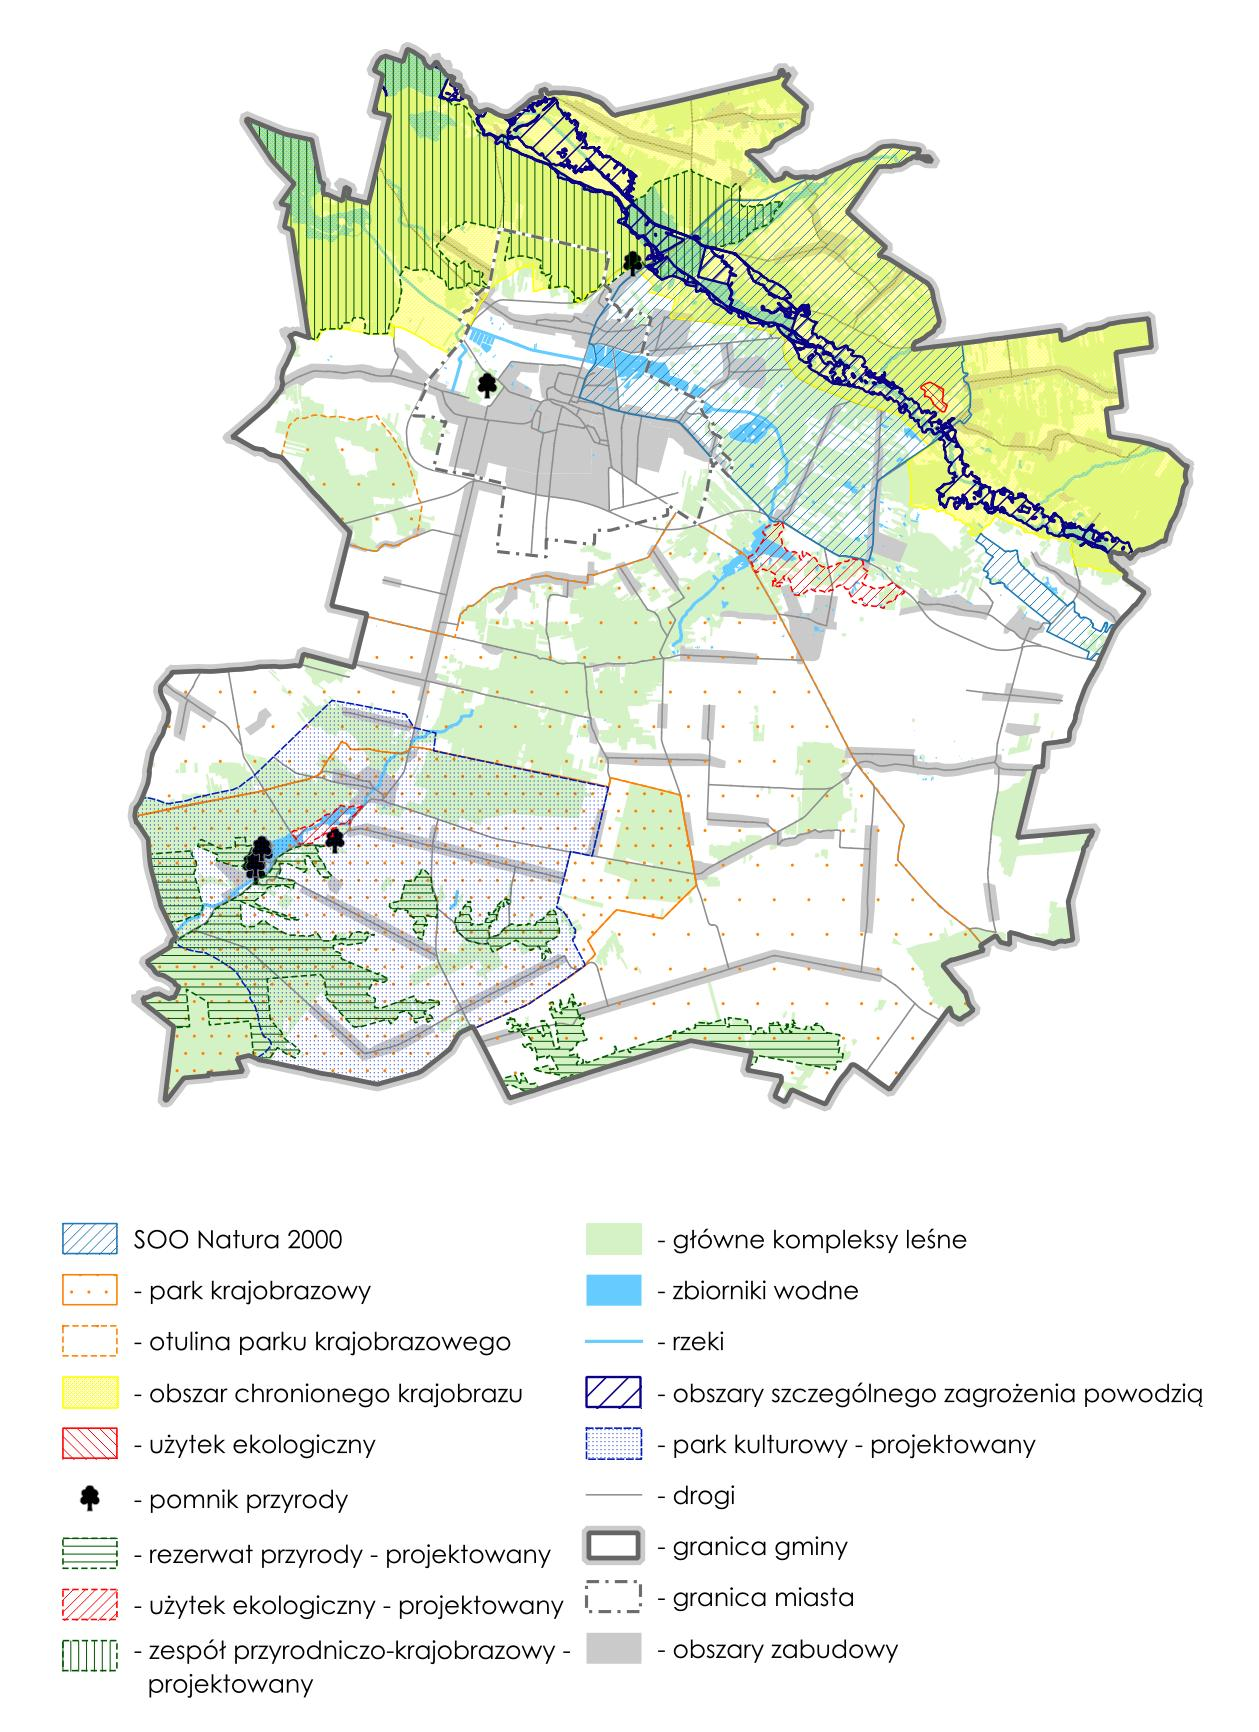 SOO Natura 2000
- park krajobrazowy
- otulina parku krajobrazowego
- obszar chronionego krajobrazu
- użytek ekologiczny
- pomnik przyrody
- rezerwat przyrody - projektowany
- użytek ekologiczny - projektowany
- zespół przyrodniczo-krajobrazowy -
projektowany
- główne kompleksy leśne
- zbiorniki wodne
- rzeki
- obszary szczególnego zagrożenia powodzią
- park kulturowy - projektowany
- drogi
- granica gminy
- granica miasta
- obszary zabudowy